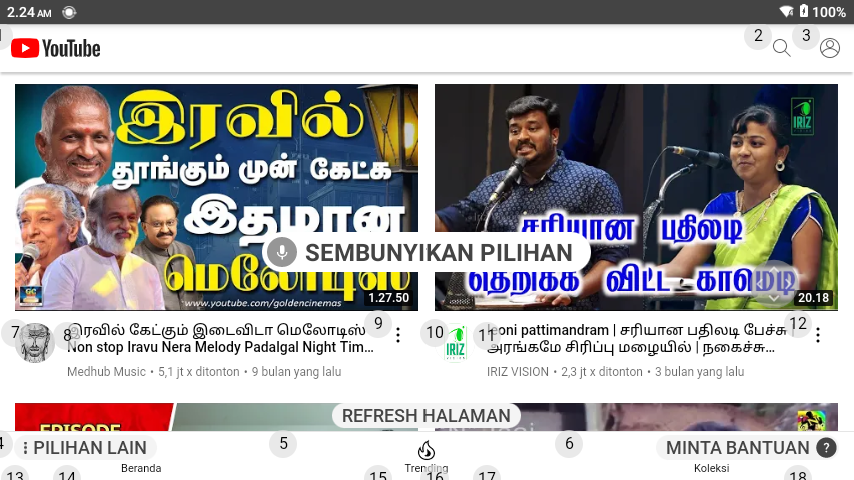 2.24 AM
100%
1
2
3
YouTube
இரவில்
தூங்கும் முன் கேட்க
இதமான
மெலோடிஸ்
www.youtube.com/goldencinemas
1.27.50
IRIZ
சரியான பதிலடி
தெறிக்க விட்ட காமெடி
20.18
SEMBUNYIKAN PILIHAN
7
8
இரவில் கேட்கும் இடைவிடா மெலோடிஸ்
Non stop Iravu Nera Melody Padalgal Night Tim...
Medhub Music • 5,1 jt x ditonton • 9 bulan yang lalu
9
10
IRIZ
11
leoni pattimandram | சரியான பதிலடி பேச்சு
அரங்கமே சிரிப்பு மழையில் | நகைச்சு...
IRIZ VISION • 2,3 jt x ditonton • 3 bulan yang lalu
12
EPISODE
REFRESH HALAMAN
4
PILIHAN LAIN
5
6
MINTA BANTUAN ?
Beranda
Trending
Koleksi
13
14
15
16
17
18